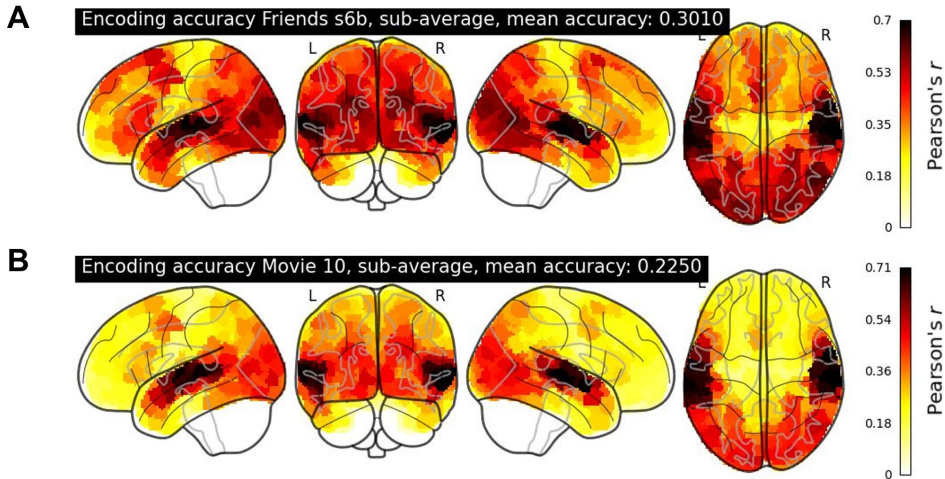 A
Encoding accuracy Friends s6b, sub-average, mean accuracy: 0.3010
L R L R
0.7
0.53
0.35
0.18
0
Pearson's r
B
Encoding accuracy Movie 10, sub-average, mean accuracy: 0.2250
L R L R
0.71
0.54
0.36
0.18
0
Pearson's r